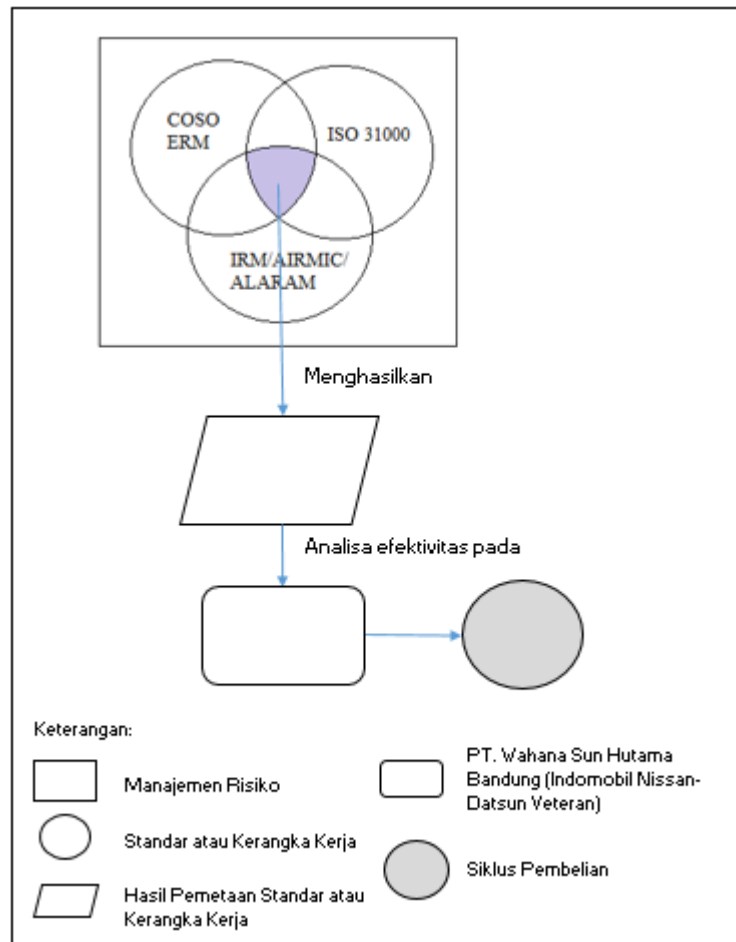 COSO
ERM
ISO 31000
IRM/AIRMIC/
ALARAM
Menghasilkan
Analisa efektivitas pada
Keterangan:
Manajemen Risiko
Standar atau Kerangka Kerja
Hasil Pemetaan Standar atau
Kerangka Kerja
PT. Wahana Sun Hutama
Bandung (Indomobil Nissan-
Datsun Veteran)
Siklus Pembelian